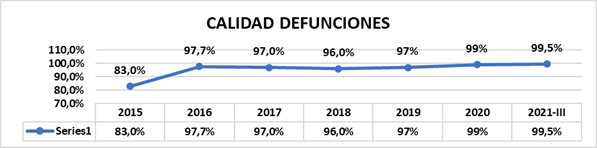 CALIDAD DEFUNCIONES
110,0%
100,0%
90,0%
80,0%
70,0%
83,0% 97,7% 97,0% 96,0% 97% 99% 99,5%
2015 2016 2017 2018 2019 2020 2021-III
Series1 83,0% 97,7% 97,0% 96,0% 97% 99% 99,5%